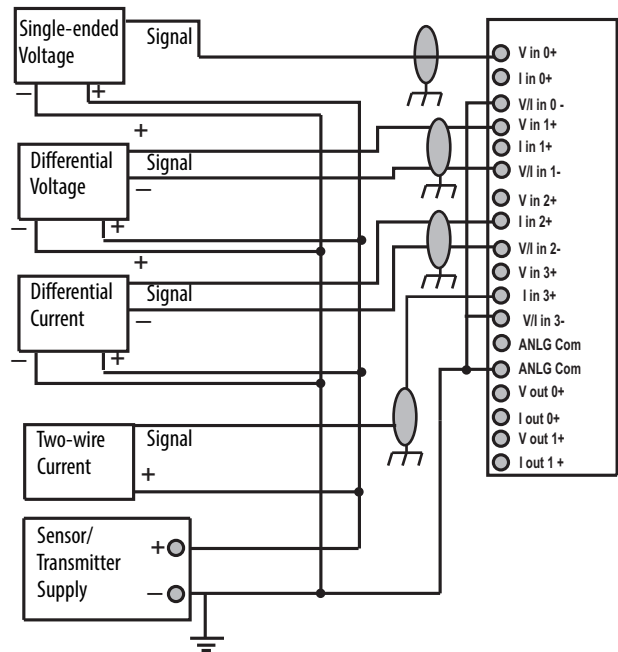 Single-ended
Voltage
Signal
−
+
+
Differential
Voltage
Signal
−
−
+
+
Differential
Current
Signal
−
−
+
Two-wire
Current
Signal
+
Sensor/
Transmitter
Supply
+
−
V in 0+
I in 0+
V/I in 0 -
V in 1+
I in 1+
V/I in 1-
V in 2+
I in 2+
V/I in 2-
V in 3+
I in 3+
V/I in 3-
ANLG Com
ANLG Com
V out 0+
I out 0+
V out 1+
I out 1 +